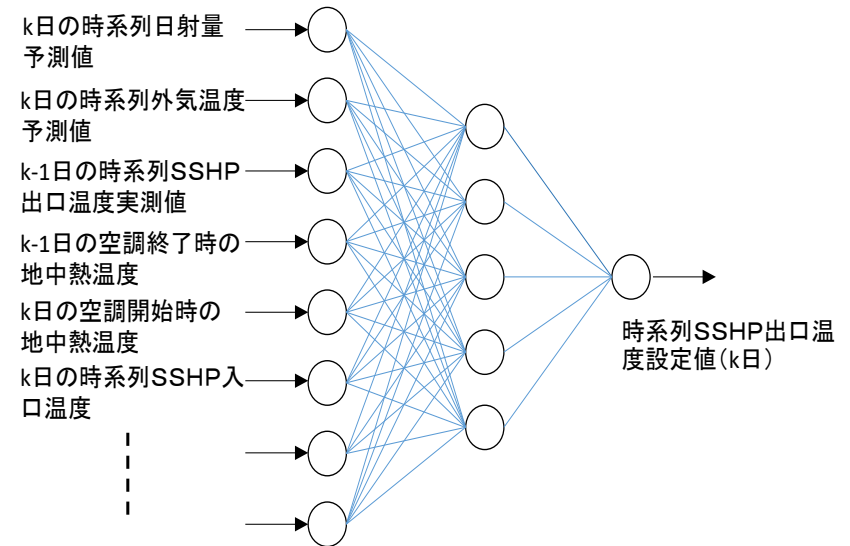 k日の時系列日射量
予測値
k日の時系列外気温度
予測値
k-1日の時系列SSHP
出口温度実測値
k-1日の空調終了時の
地中熱温度
k日の空調開始時の
地中熱温度
k日の時系列SSHP入
口温度
時系列SSHP出口温
度設定値（k日）